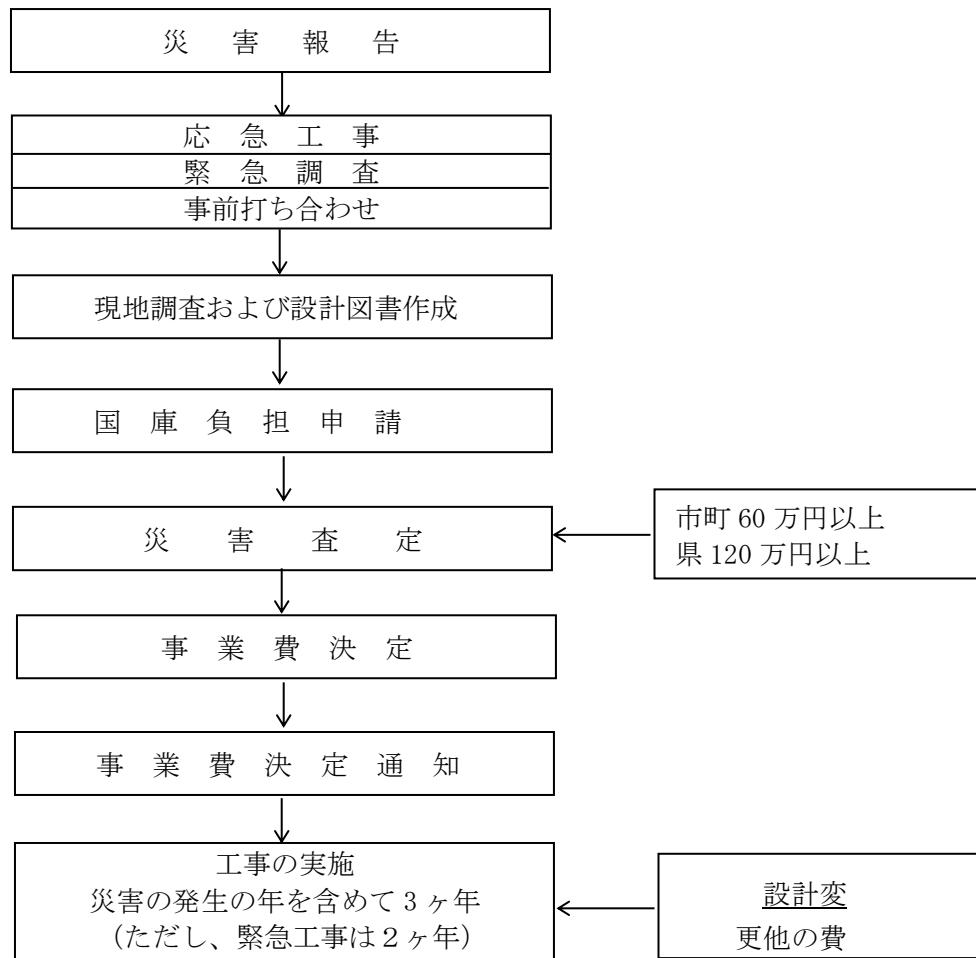 災害報告
応急工事
緊急調査
事前打ち合わせ
現地調査および設計図書作成
国庫負担申請
災害査定
市町 60 万円以上
県 120 万円以上
事業費決定
事業費決定通知
工事の実施
災害の発生の年を含めて３ヶ年
（ただし、緊急工事は２ヶ年）
設計変
更他の費